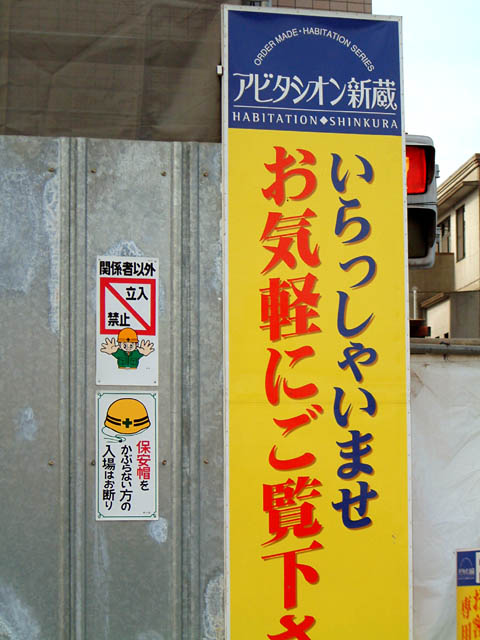 ORDER MADE・HABITATION SERIES
アビタシオン新蔵
HABITATION◆SHINKURA
いらっしゃいませ
お気軽にご覧下さ
関係者以外
立入
禁止
保安帽を
かぶらない方の
入場はお断り